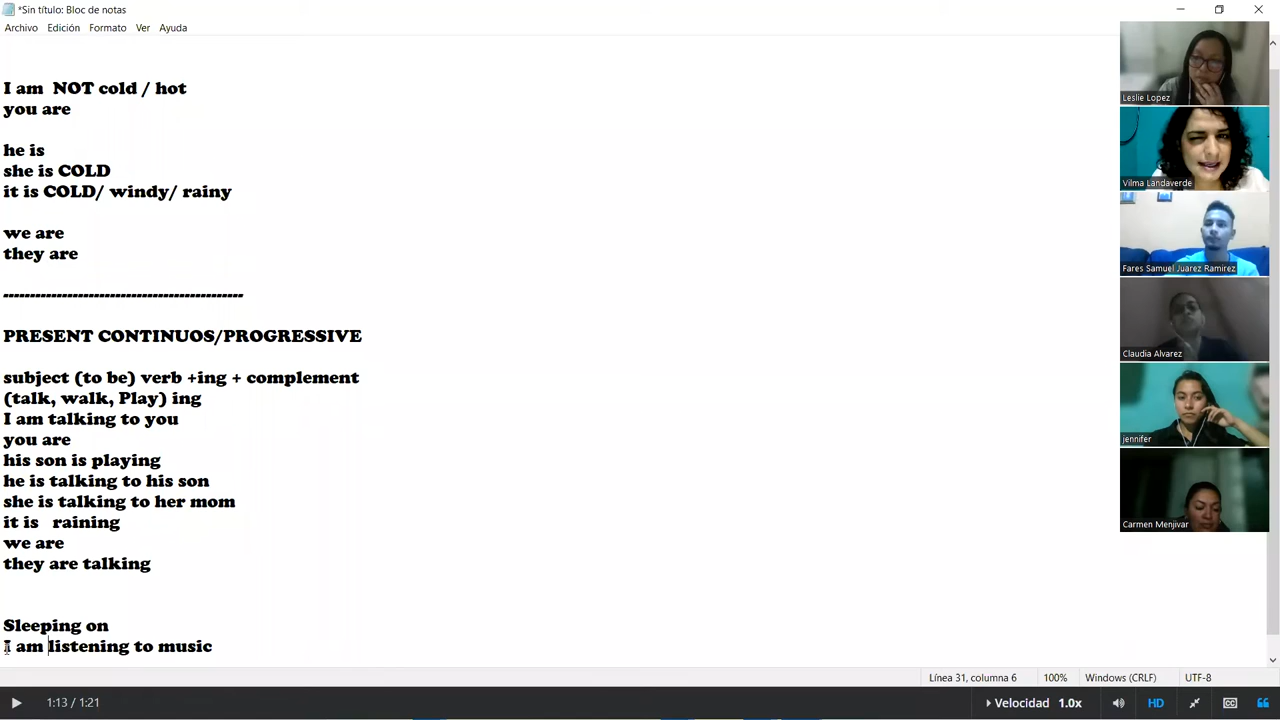 *Sin título: Bloc de notas
Archivo Edición Formato Ver Ayuda
I am  NOT cold / hot
you are
he is
she is COLD
it is COLD/ windy/ rainy
we are
they are
---------------------------------------------
PRESENT CONTINUOS/PROGRESSIVE
subject (to be) verb +ing + complement
(talk, walk, Play) ing
I am talking to you
you are
his son is playing
he is talking to his son
she is talking to her mom
it is   raining
we are
they are talking
Sleeping on
I am listening to music
Leslie Lopez
Vilma Landaverde
Fares Samuel Juarez Ramirez
Claudia Alvarez
jennifer
Carmen Menjivar
Línea 31, columna 6 100% Windows (CRLF) UTF-8
1:13 / 1:21 Velocidad 1.0x HD CC